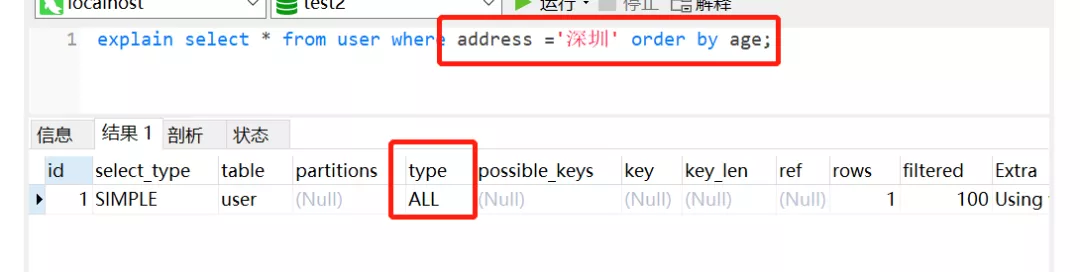 localhost test2 运行 停止 解释
1 explain select * from user where address ='深圳' order by age;
信息 结果 1 剖析 状态
id select_type table partitions type possible_keys key key_len ref rows filtered Extra
1 SIMPLE user (Null) ALL (Null) (Null) (Null) (Null) 1 100 Using